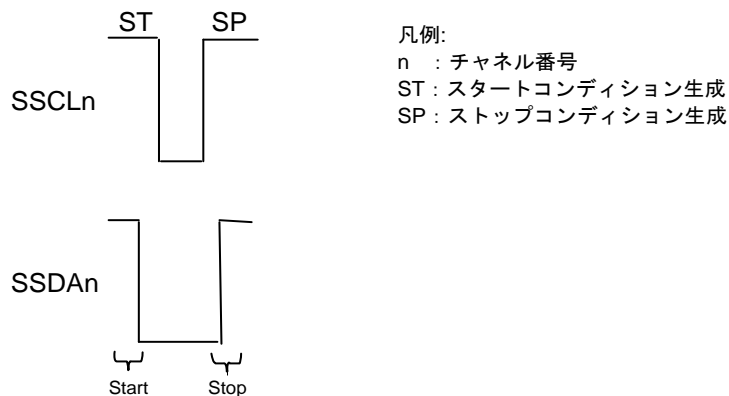 ST SP
SSCLn
SSDAn
Start Stop
凡例:
n ：チャネル番号
ST：スタートコンディション生成
SP：ストップコンディション生成